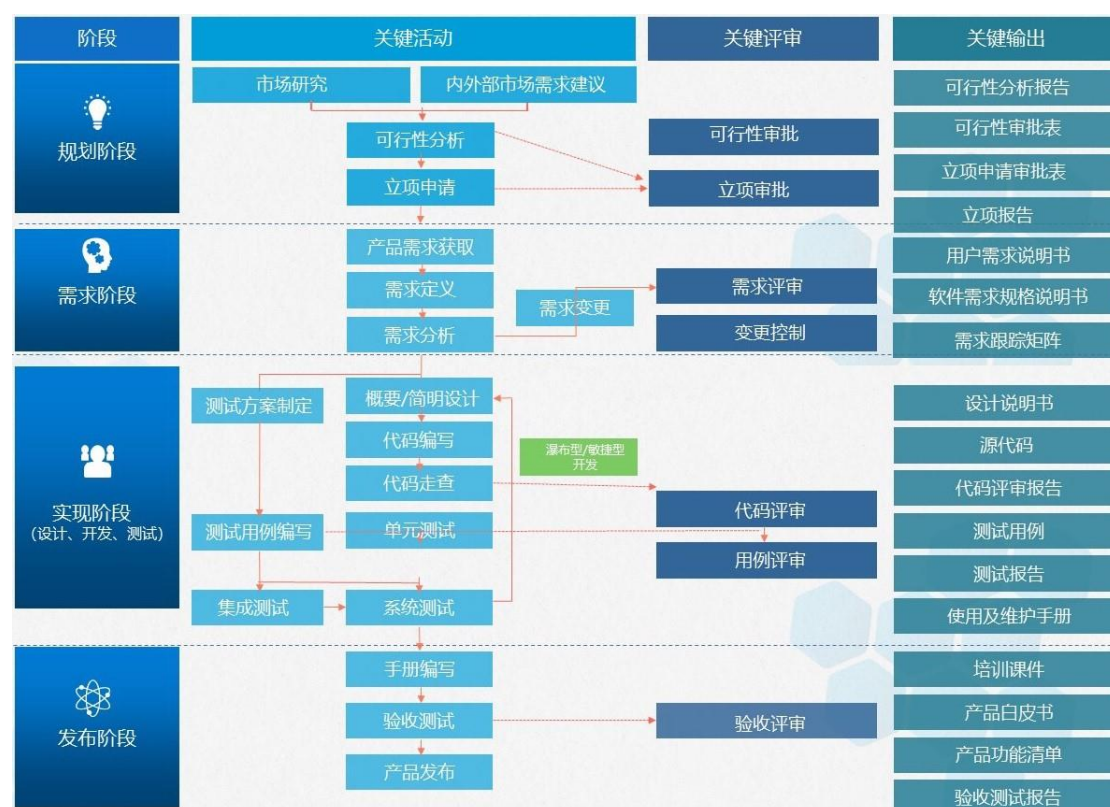 阶段
关键活动
关键评审
关键输出
规划阶段
市场研究
内外部市场需求建议
可行性分析
立项申请
可行性审批
立项审批
可行性分析报告
可行性审批表
立项申请审批表
立项报告
需求阶段
产品需求获取
需求定义
需求分析
需求变更
需求评审
变更控制
用户需求说明书
软件需求规格说明书
需求跟踪矩阵
实现阶段
(设计、开发、测试)
测试方案制定
概要/简明设计
代码编写
代码走查
瀑布型/敏捷型
开发
测试用例编写
单元测试
集成测试
系统测试
代码评审
用例评审
设计说明书
源代码
代码评审报告
测试用例
测试报告
使用及维护手册
发布阶段
手册编写
验收测试
产品发布
验收评审
培训课件
产品白皮书
产品功能清单
验收测试报告